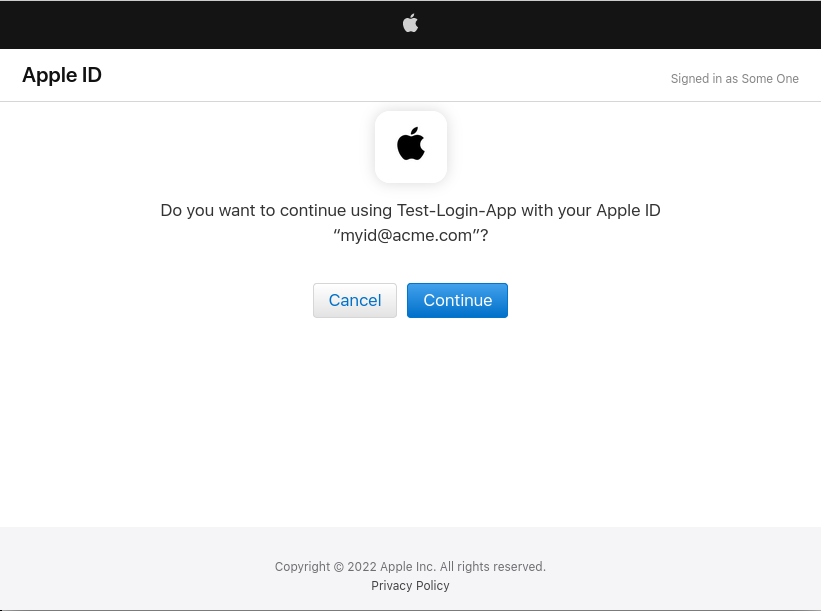 Apple ID
Signed in as Some One
Do you want to continue using Test-Login-App with your Apple ID
“myid@acme.com”?
Cancel
Continue
Copyright © 2022 Apple Inc. All rights reserved.
Privacy Policy